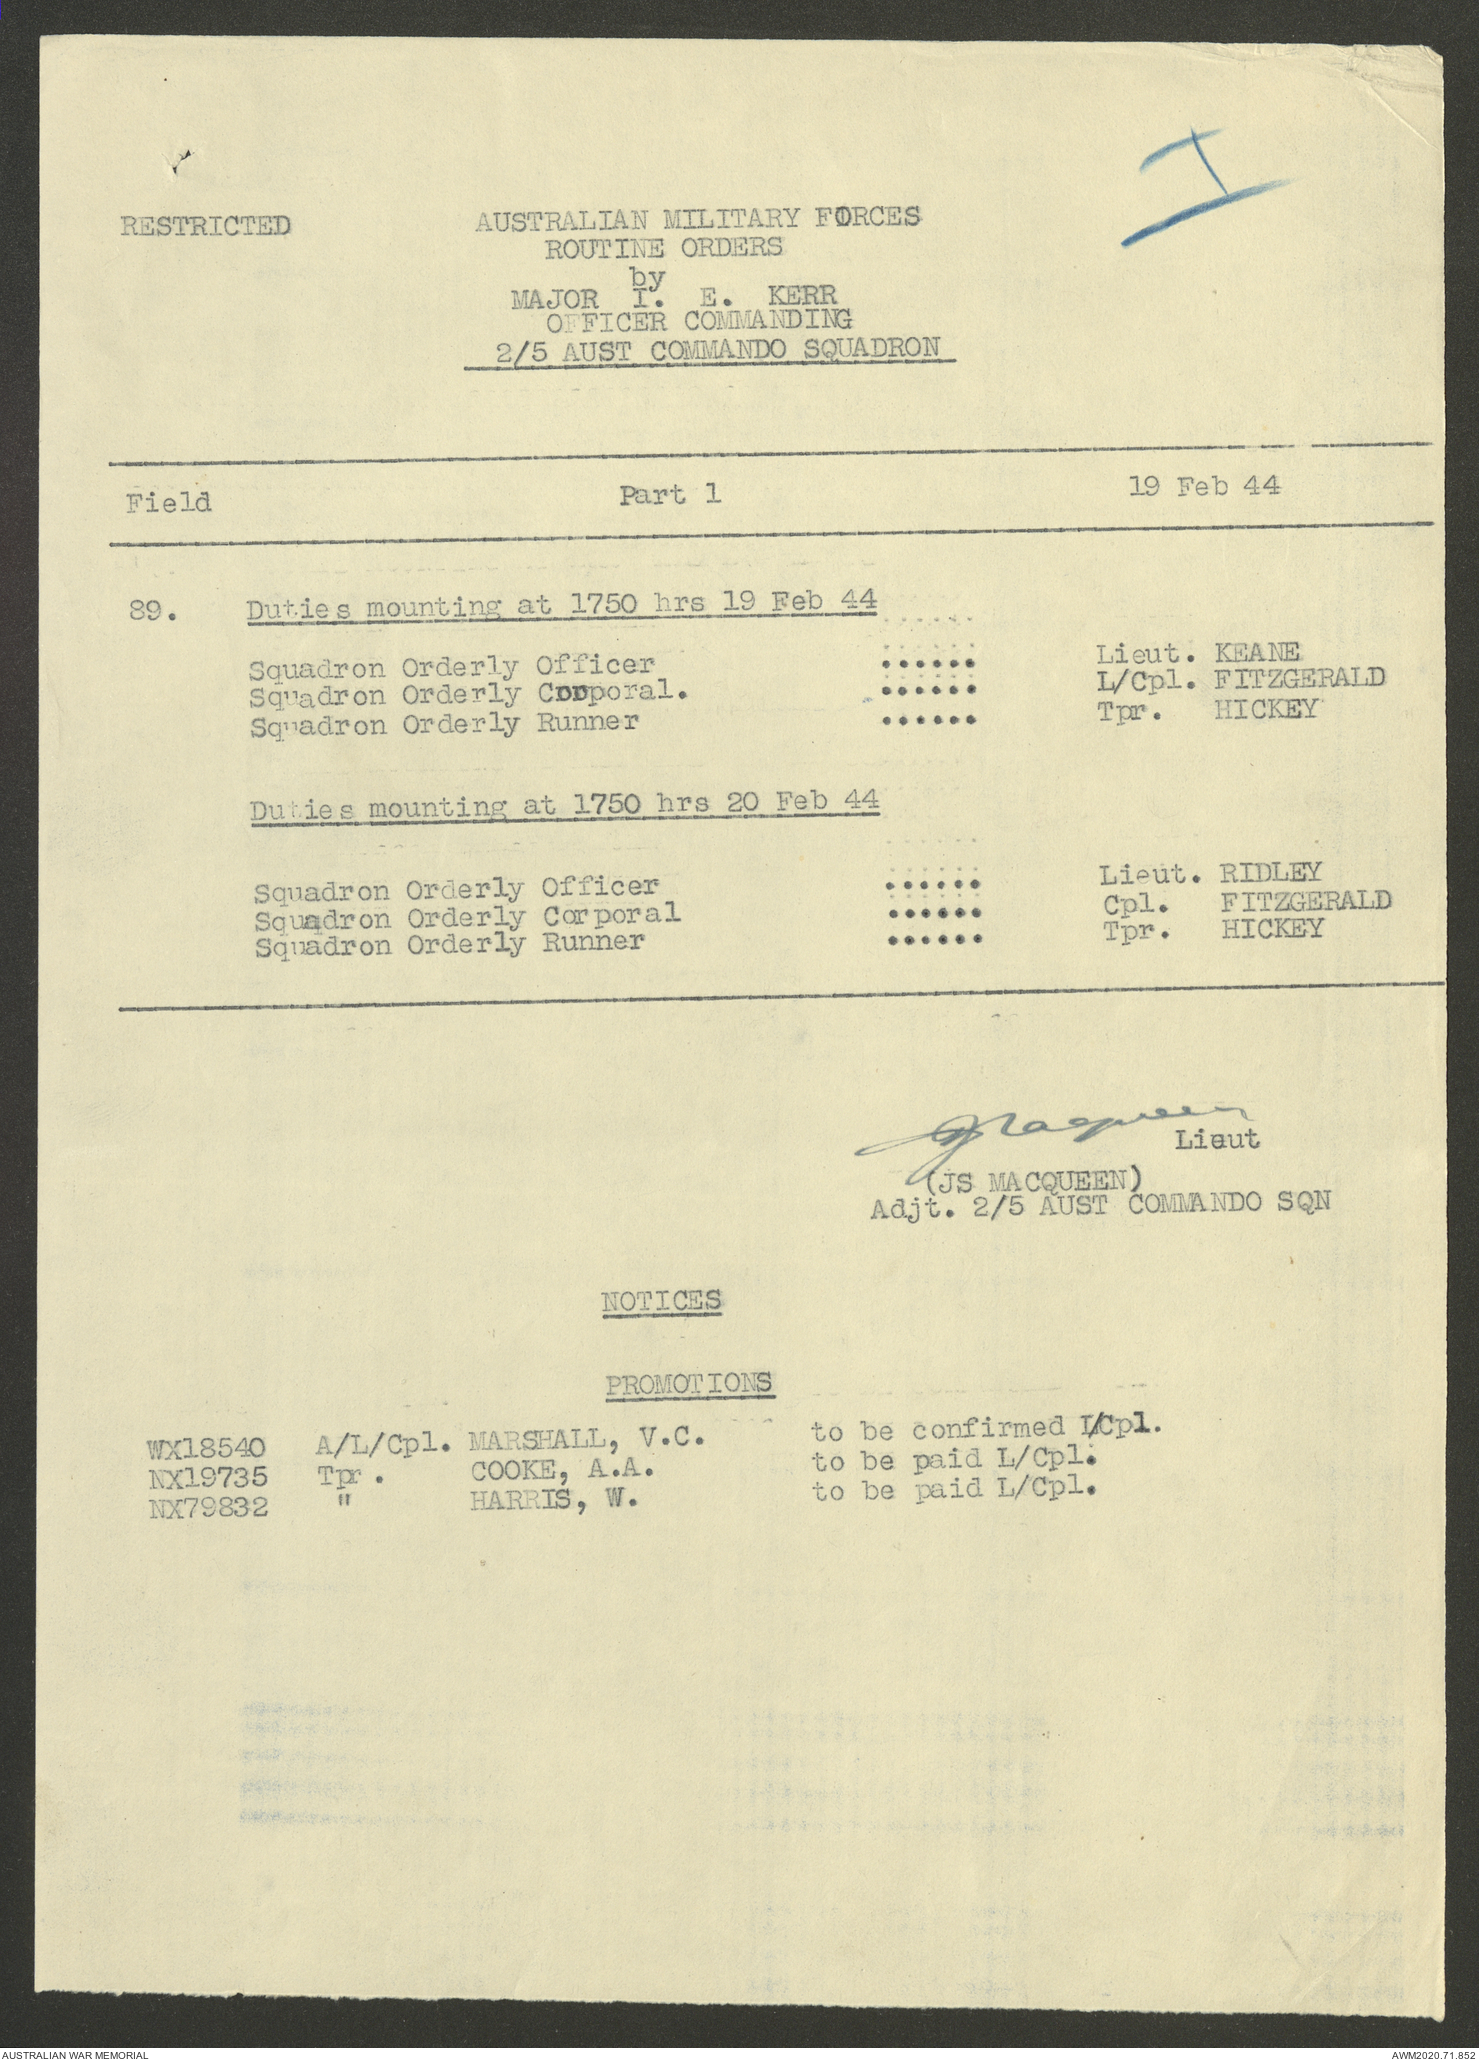 I
RESTRICTED AUSTRALIAN MILITARY FORCES
ROUTINE ORDERS
by
MAJOR I. E. KERR
OFFICER COMMANDING
2/5 AUST COMMANDO SQUADRON
Field Part 1 19 Feb 44
89. Duties mounting at 1750 hrs 19 Feb 44
Squadron Orderly Officer ...... Lieut. KEANE
Squadron Orderly Corporal. ...... L/Cpl. FITZGERALD
Squadron Orderly Runner ...... Tpr. HICKEY
Duties mounting at 1750 hrs 20 Feb 44
Squadron Orderly Officer ...... Lieut. RIDLEY
Squadron Orderly Corporal ...... Cpl. FITZGERALD
Squadron Orderly Runner ...... Tpr. HICKEY
JSMacqueen Lieut
(JS MACQUEEN)
Adjt. 2/5 AUST COMMANDO SQN
NOTICES
PROMOTIONS
WX18540 A/L/Cpl. MARSHALL, V.C. to be confirmed L/Cpl.
NX19735 Tpr. COOKE, A.A. to be paid L/Cpl.
NX79832 " HARRIS, W. to be paid L/Cpl.
AUSTRALIAN WAR MEMORIAL AWM2020.71.852